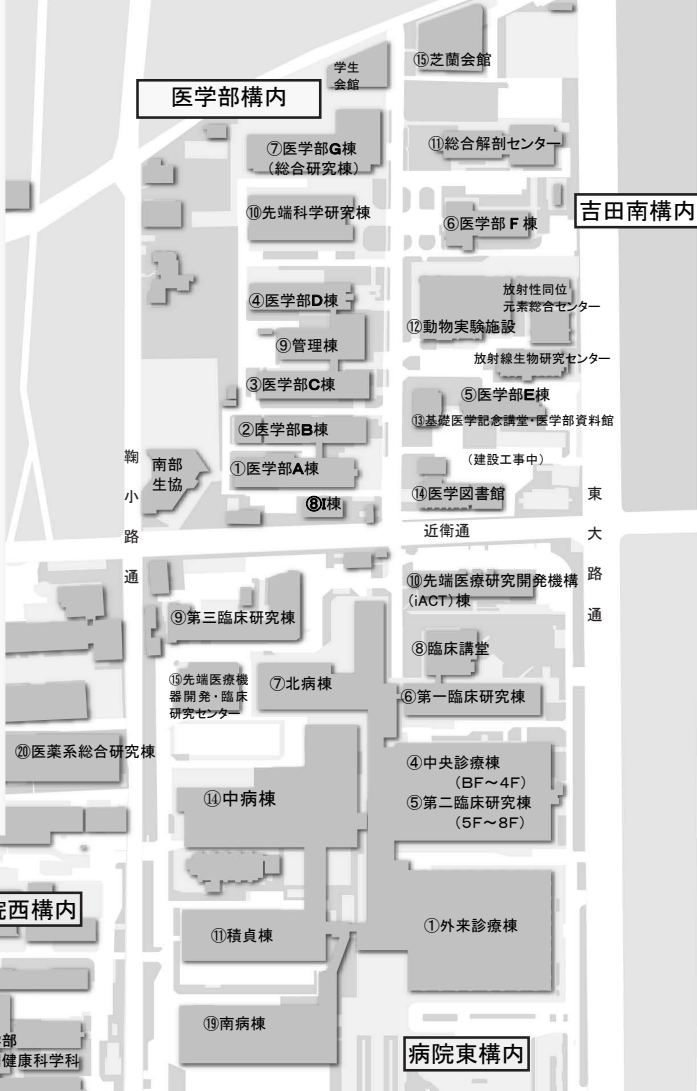 学生
会館
⑮芝蘭会館
医学部構内
⑦医学部G棟
(総合研究棟)
⑪総合解剖センター
⑩先端科学研究棟
⑥医学部F棟
吉田南構内
④医学部D棟
放射性同位
元素総合センター
⑨管理棟
⑫動物実験施設
放射線生物研究センター
③医学部C棟
⑤医学部E棟
⑬基礎医学記念講堂・医学部資料館
②医学部B棟
(建設工事中)
①医学部A棟
南部
生協
⑧I棟
⑭医学図書館
鞠小路通
近衛通
東大路通
⑩先端医療研究開発機構
(iACT)棟
⑨第三臨床研究棟
⑧臨床講堂
⑮先端医療機
器開発・臨床
研究センター
⑦北病棟
⑥第一臨床研究棟
⑳医薬系総合研究棟
④中央診療棟
(BF～4F)
⑤第二臨床研究棟
(5F～8F)
⑭中病棟
院西構内
⑪積貞棟
①外来診療棟
⑲南病棟
部
健康科学科
病院東構内